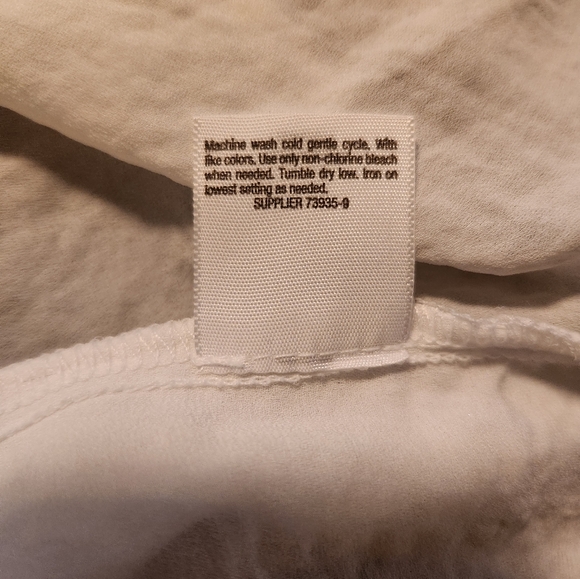 Machine wash cold gentle cycle. With
like colors. Use only non-chlorine bleach
when needed. Tumble dry low. Iron on
lowest setting as needed.
SUPPLIER 73935-9